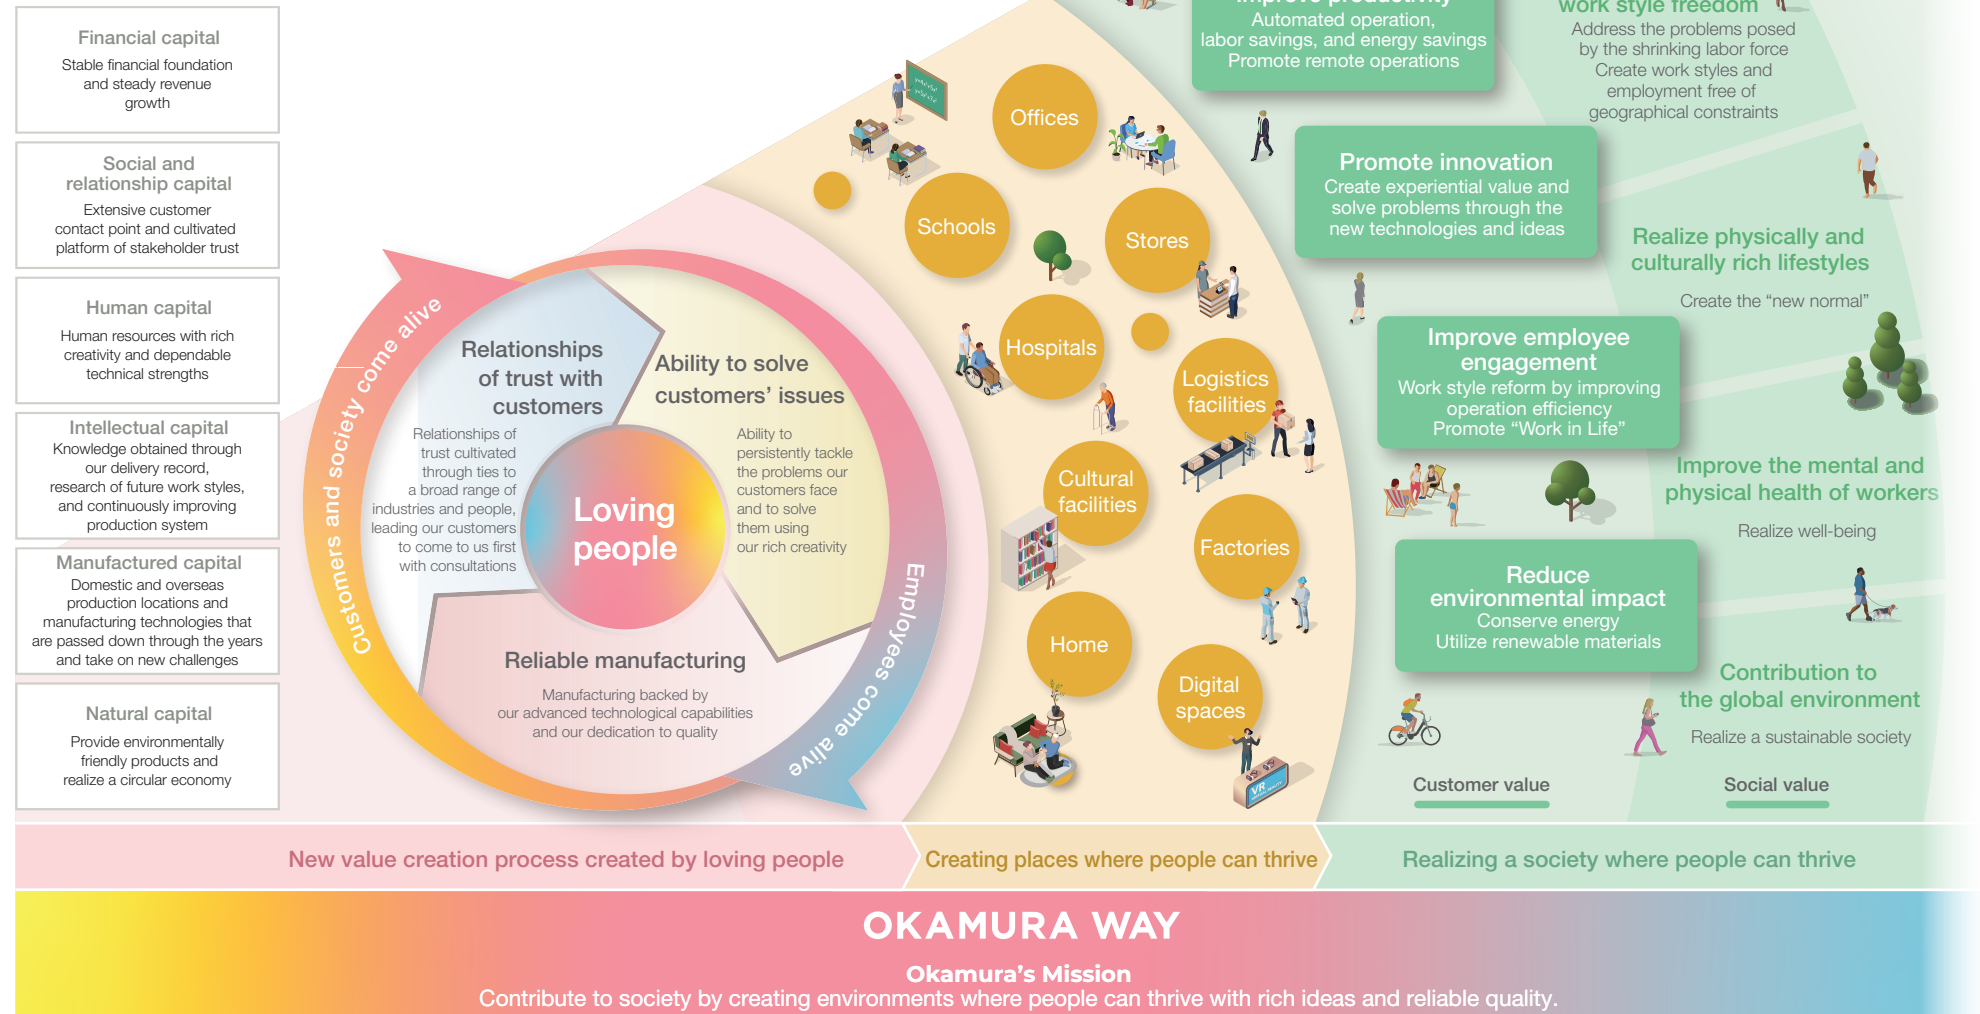 Financial capital
Stable financial foundation
and steady revenue
growth
Social and
relationship capital
Extensive customer
contact point and cultivated
platform of stakeholder trust
Human capital
Human resources with rich
creativity and dependable
technical strengths
Intellectual capital
Knowledge obtained through
our delivery record,
research of future work styles,
and continuously improving
production system
Manufactured capital
Domestic and overseas
production locations and
manufacturing technologies that
are passed down through the years
and take on new challenges
Natural capital
Provide environmentally
friendly products and
realize a circular economy
Customers and society come alive
Relationships
of trust with
customers
Relationships of
trust cultivated
through ties to
a broad range of
industries and people,
leading our customers
to come to us first
with consultations
Ability to solve
customers’ issues
Ability to
persistently tackle
the problems our
customers face
and to solve
them using
our rich creativity
Loving
people
Reliable manufacturing
Manufacturing backed by
our advanced technological capabilities
and our dedication to quality
Employees come alive
Offices
Schools
Stores
Hospitals
Logistics
facilities
Cultural
facilities
Factories
Home
Digital
spaces
VR
Improve productivity
Automated operation,
labor savings, and energy savings
Promote remote operations
Promote innovation
Create experiential value and
solve problems through the
new technologies and ideas
Improve employee
engagement
Work style reform by improving
operation efficiency
Promote “Work in Life”
Reduce
environmental impact
Conserve energy
Utilize renewable materials
Customer value
work style freedom
Address the problems posed
by the shrinking labor force
Create work styles and
employment free of
geographical constraints
Realize physically and
culturally rich lifestyles
Create the “new normal”
Improve the mental and
physical health of workers
Realize well-being
Contribution to
the global environment
Realize a sustainable society
Social value
New value creation process created by loving people
Creating places where people can thrive
Realizing a society where people can thrive
OKAMURA WAY
Okamura’s Mission
Contribute to society by creating environments where people can thrive with rich ideas and reliable quality.